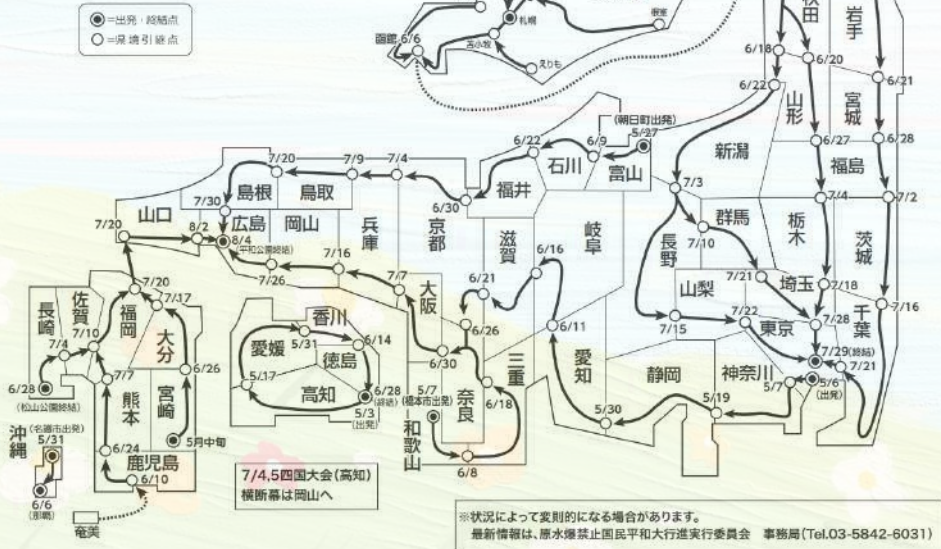 ◉=出発・終結点
○=県境引継点
函館 6/6
札幌
苫小牧
えりも
根室
秋田
岩手
6/18
6/20
6/21
6/22
山形
宮城
6/27
6/28
新潟
福島
7/3
7/4
7/2
群馬
栃木
茨城
7/10
7/21
埼玉
7/18
7/16
長野
山梨
7/15
7/22
東京
7/28
千葉
7/29(終結)
7/21
5/6
(出発)
神奈川
5/7
5/19
静岡
5/30
愛知
(朝日町出発)
5/27
富山
6/9
石川
6/22
福井
6/30
岐阜
滋賀
6/16
6/21
6/11
三重
6/26
6/18
京都
大阪
6/30
奈良
5/7
(橋本市出発)
和歌山
6/8
7/4
7/9
7/20
兵庫
鳥取
島根
7/30
広島
岡山
8/2
8/4
(平和公園終結)
7/26
7/16
7/7
山口
7/20
7/20
福岡
7/17
大分
佐賀
長崎
7/10
7/4
6/28
(松山公園終結)
7/7
熊本
宮崎
6/26
5月中旬
6/24
鹿児島
6/10
奄美
沖縄
(名護市出発)
5/31
6/6
(那覇)
香川
5/31
6/14
愛媛
徳島
5/17
高知
6/28
(終結)
5/3
(出発)
7/4,5四国大会(高知)
横断幕は岡山へ
※状況によって変則的になる場合があります。
最新情報は、原水爆禁止国民平和大行進実行委員会 事務局(Tel.03-5842-6031)